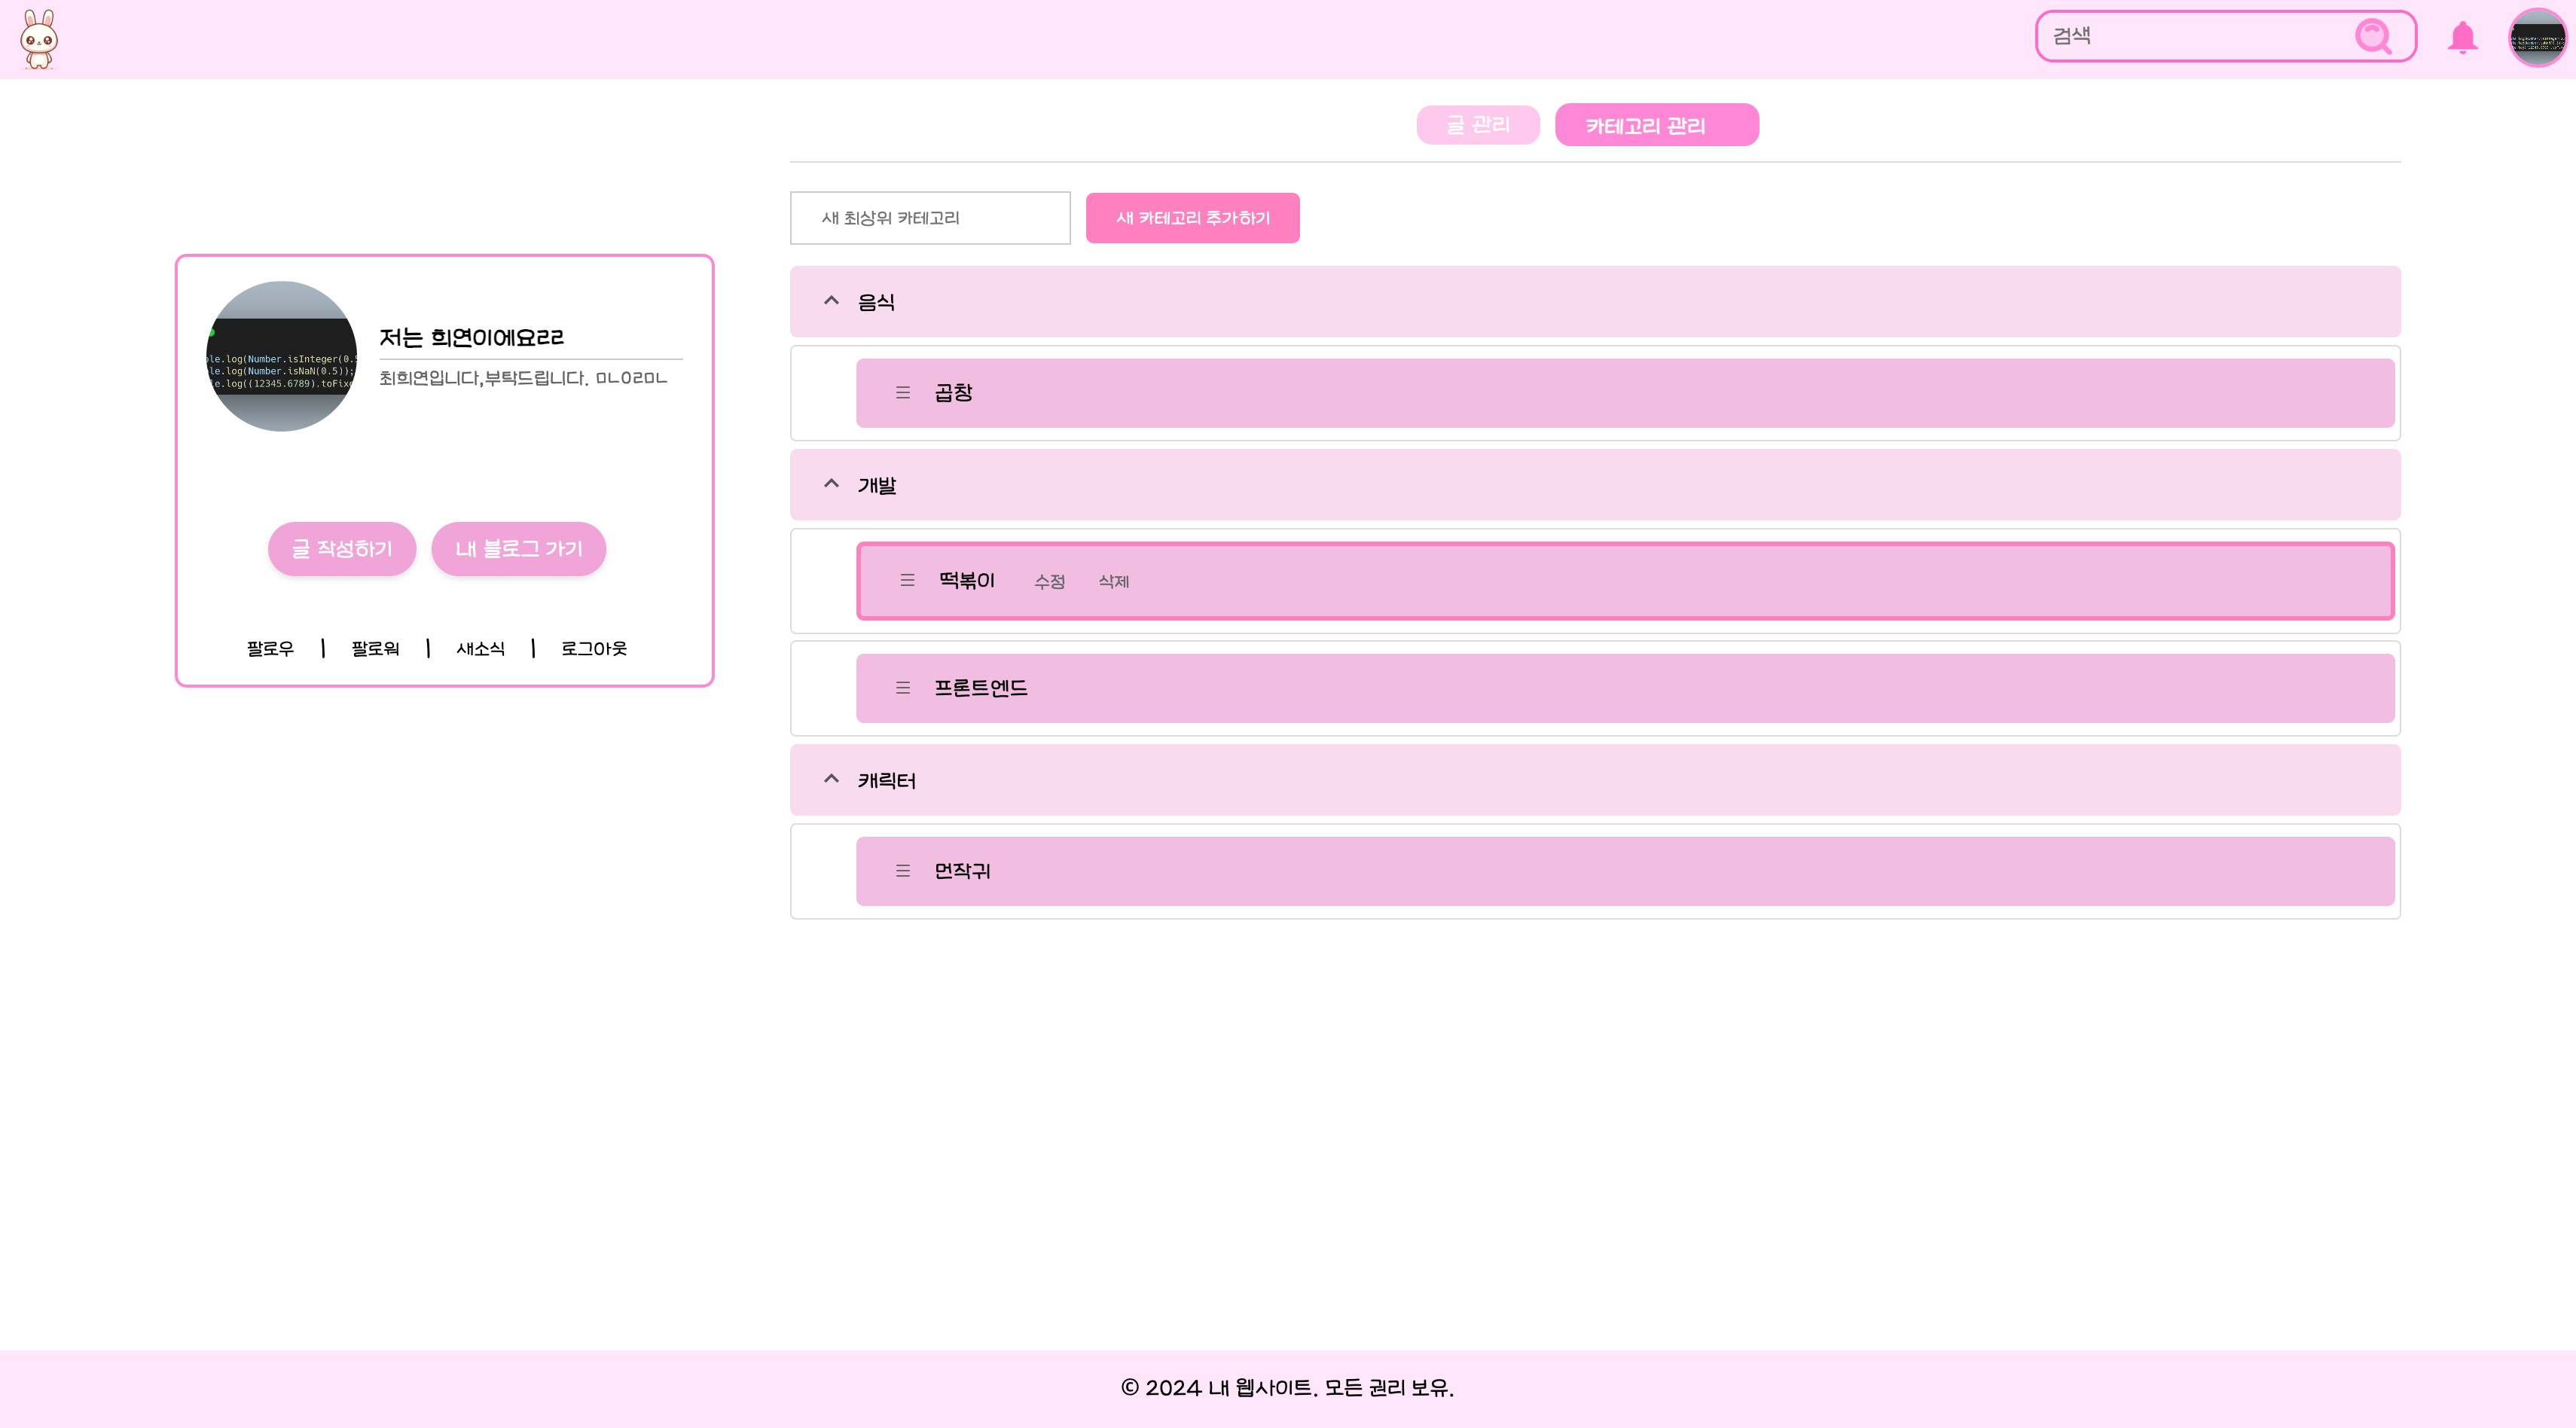 검색
글 관리
카테고리 관리
새 최상위 카테고리
새 카테고리 추가하기
저는 희연이에요ㄹㄹ
최희연입니다,부탁드립니다. ㅁㄴㅇㄹㅁㄴ
ole.log(Number.isInteger(0.5
le.log(Number.isNaN(0.5));
le.log((12345.6789).toFixe
글 작성하기
내 블로그 가기
팔로우 | 팔로워 | 새소식 | 로그아웃
음식
곱창
개발
떡볶이 수정 삭제
프론트엔드
캐릭터
먼작귀
© 2024 내 웹사이트. 모든 권리 보유.